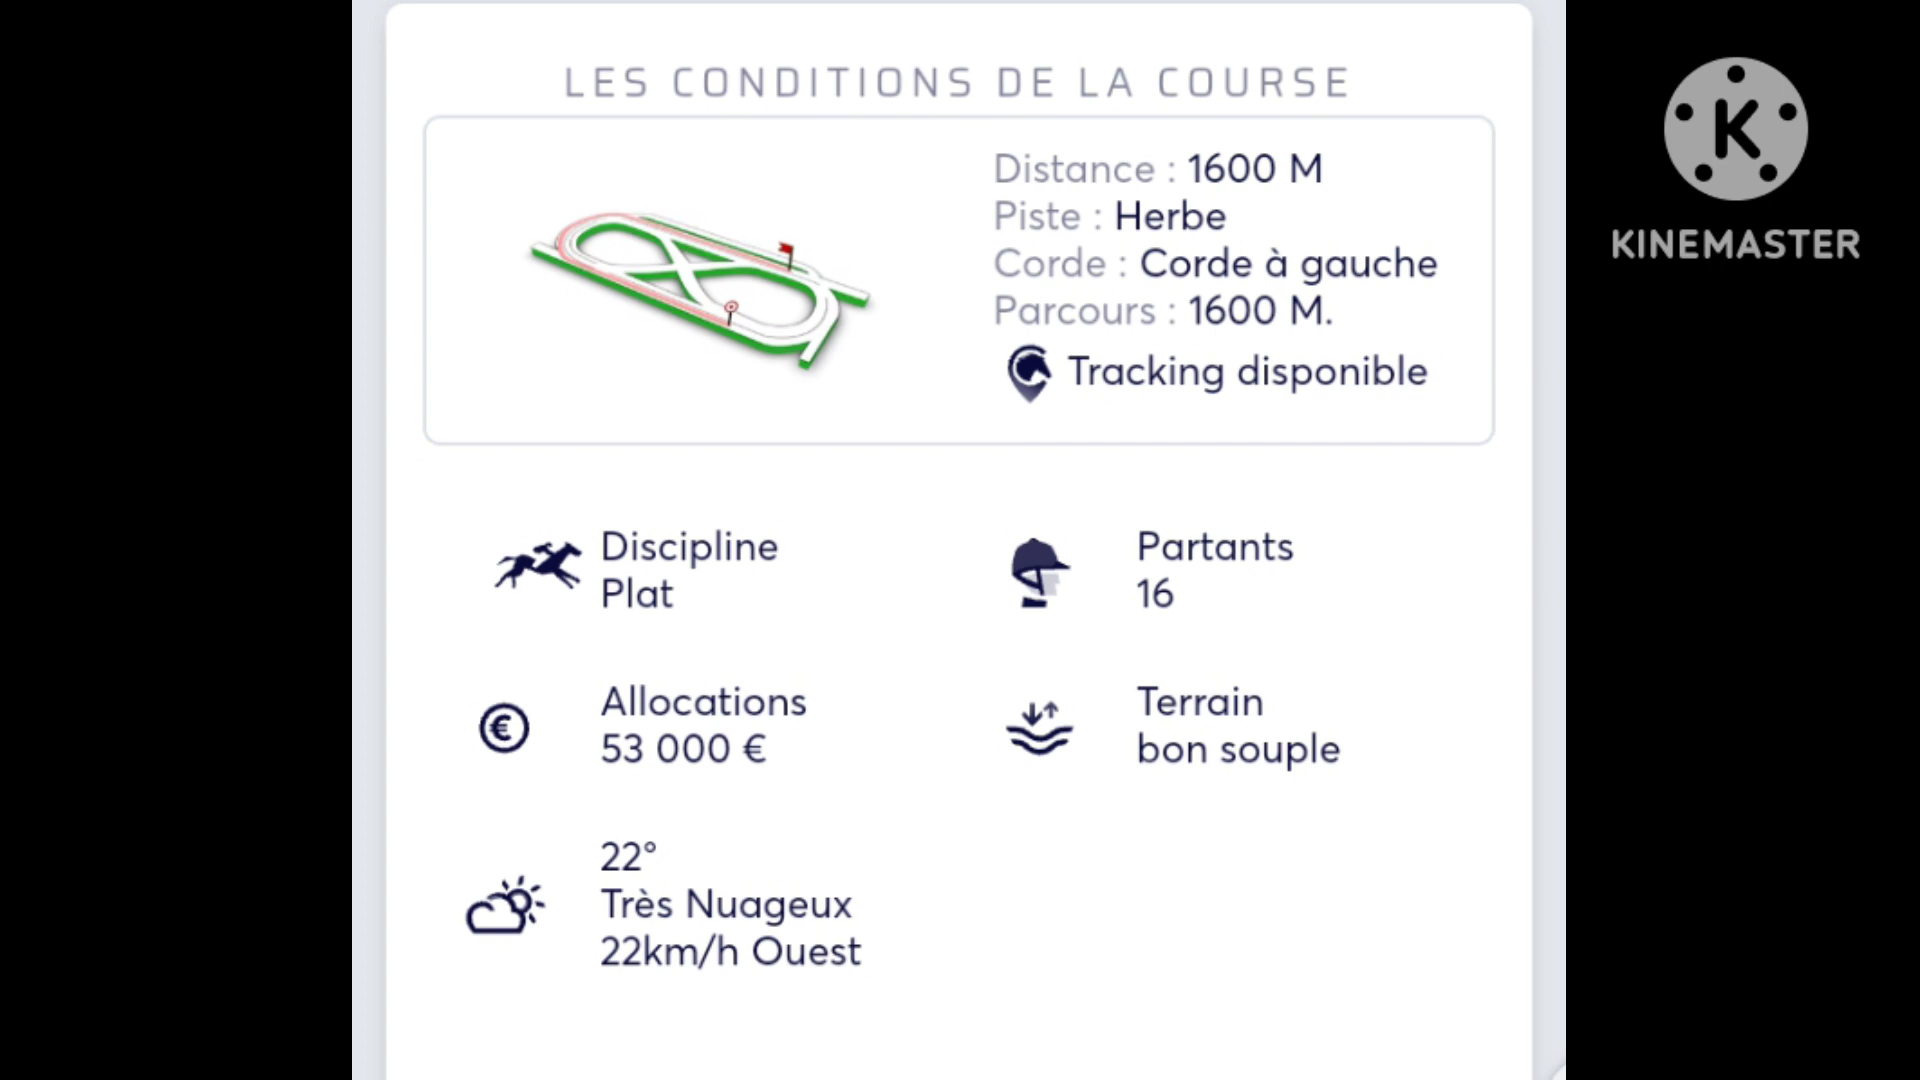 LES CONDITIONS DE LA COURSE
Distance : 1600 M
Piste : Herbe
Corde : Corde à gauche
Parcours : 1600 M.
Tracking disponible
Discipline
Plat
Partants
16
Allocations
53 000 €
Terrain
bon souple
22°
Très Nuageux
22km/h Ouest
K
KINEMASTER